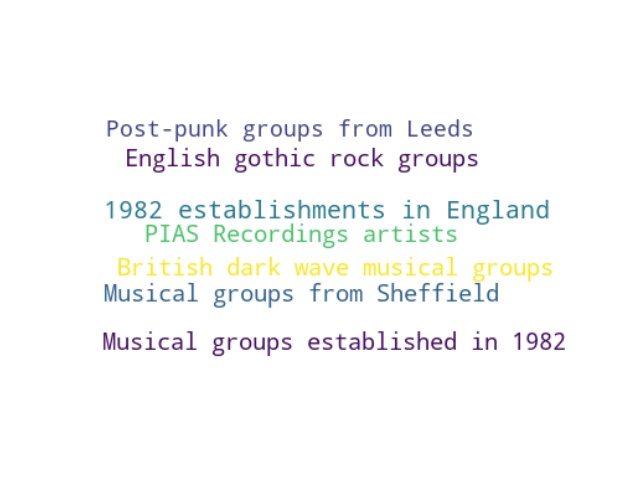 Post-punk groups from Leeds
English gothic rock groups
1982 establishments in England
PIAS Recordings artists
British dark wave musical groups
Musical groups from Sheffield
Musical groups established in 1982